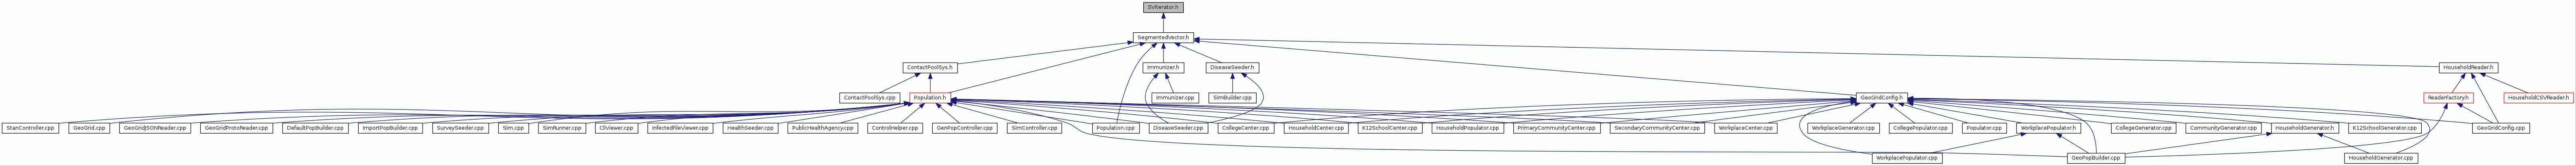 SVIterator.h
SegmentedVector.h
ContactPoolSys.h
Immunizer.h
DiseaseSeeder.h
HouseholdReader.h
ContactPoolSys.cpp
Population.h
Immunizer.cpp
SimBuilder.cpp
GeoGridConfig.h
ReaderFactory.h
HouseholdCSVReader.h
StanController.cpp
GeoGrid.cpp
GeoGridJSONReader.cpp
GeoGridProtoReader.cpp
DefaultPopBuilder.cpp
ImportPopBuilder.cpp
SurveySeeder.cpp
Sim.cpp
SimRunner.cpp
CliViewer.cpp
InfectedFileViewer.cpp
HealthSeeder.cpp
PublicHealthAgency.cpp
ControlHelper.cpp
GenPopController.cpp
SimController.cpp
Population.cpp
DiseaseSeeder.cpp
CollegeCenter.cpp
HouseholdCenter.cpp
K12SchoolCenter.cpp
HouseholdPopulator.cpp
PrimaryCommunityCenter.cpp
SecondaryCommunityCenter.cpp
WorkplaceCenter.cpp
WorkplaceGenerator.cpp
CollegePopulator.cpp
Populator.cpp
WorkplacePopulator.h
CollegeGenerator.cpp
CommunityGenerator.cpp
HouseholdGenerator.h
K12SchoolGenerator.cpp
GeoGridConfig.cpp
WorkplacePopulator.cpp
GeoPopBuilder.cpp
HouseholdGenerator.cpp